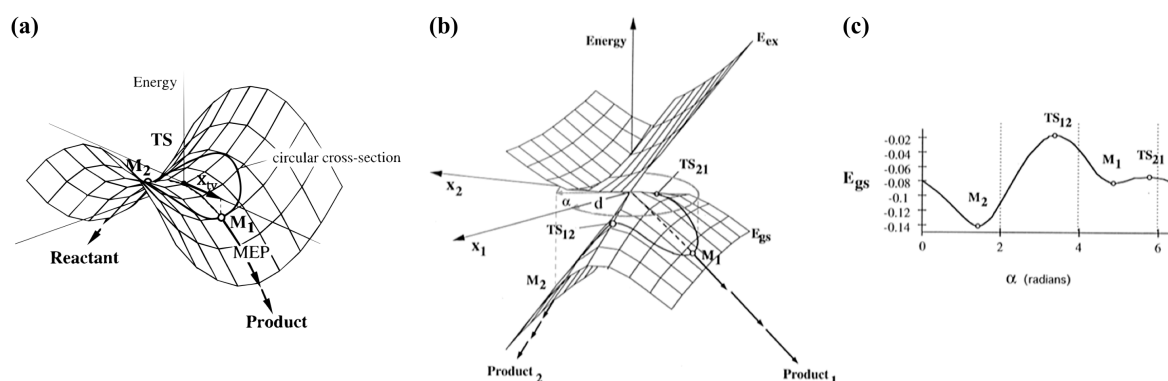 (a)
Energy
TS
M2
circular cross-section
xtv
M1
MEP
Reactant
Product
(b)
Energy
Eex
x2
TS21
α d
TS12
x1
Egs
M1
M2
Product2
Product1
(c)
TS12
-0.02
-0.04
-0.06
-0.08
-0.1
-0.12
-0.14
Egs
M2
M1
TS21
0 2 4 6
α (radians)